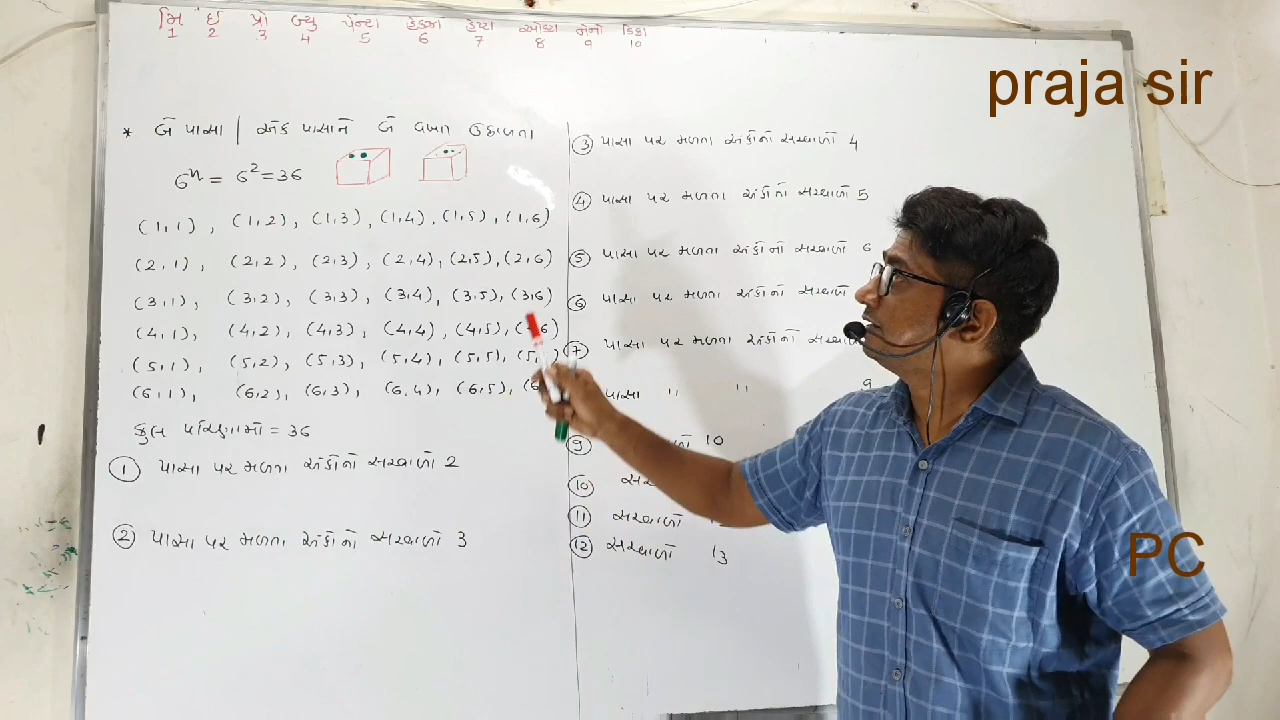 મિ ઈ પ્રો બ્યુ પેન્ટા હેક્ઝા હેપ્ટા ઓક્ટા નોનો ડેકા
1 2 3 4 5 6 7 8 9 10
praja sir
* બે પાસા | એક પાસાને બે વખત ઉછાળતા
6ⁿ = 6² = 36
(1,1), (1,2), (1,3), (1,4), (1,5), (1,6)
(2,1), (2,2), (2,3), (2,4), (2,5), (2,6)
(3,1), (3,2), (3,3), (3,4), (3,5), (3,6)
(4,1), (4,2), (4,3), (4,4), (4,5), 6)
(5,1), (5,2), (5,3), (5,4), (5,5), (5,
(6,1), (6,2), (6,3), (6,4), (6,5), (6
કુલ પરિણામો = 36
① પાસા પર મળતા અંકોનો સરવાળો 2
② પાસા પર મળતા અંકોનો સરવાળો 3
③ પાસા પર મળતા અંકોનો સરવાળો 4
④ પાસા પર મળતા અંકોનો સરવાળો 5
⑤ પાસા પર મળતા અંકોનો સરવાળો 6
⑥ પાસા પર મળતા અંકોનો સરવાળો
⑦ પાસા પર મળતા અંકોનો
પાસા " " 9
⑨ 10
⑩
⑪ સરવાળો
⑫ સરવાળો 13
PC